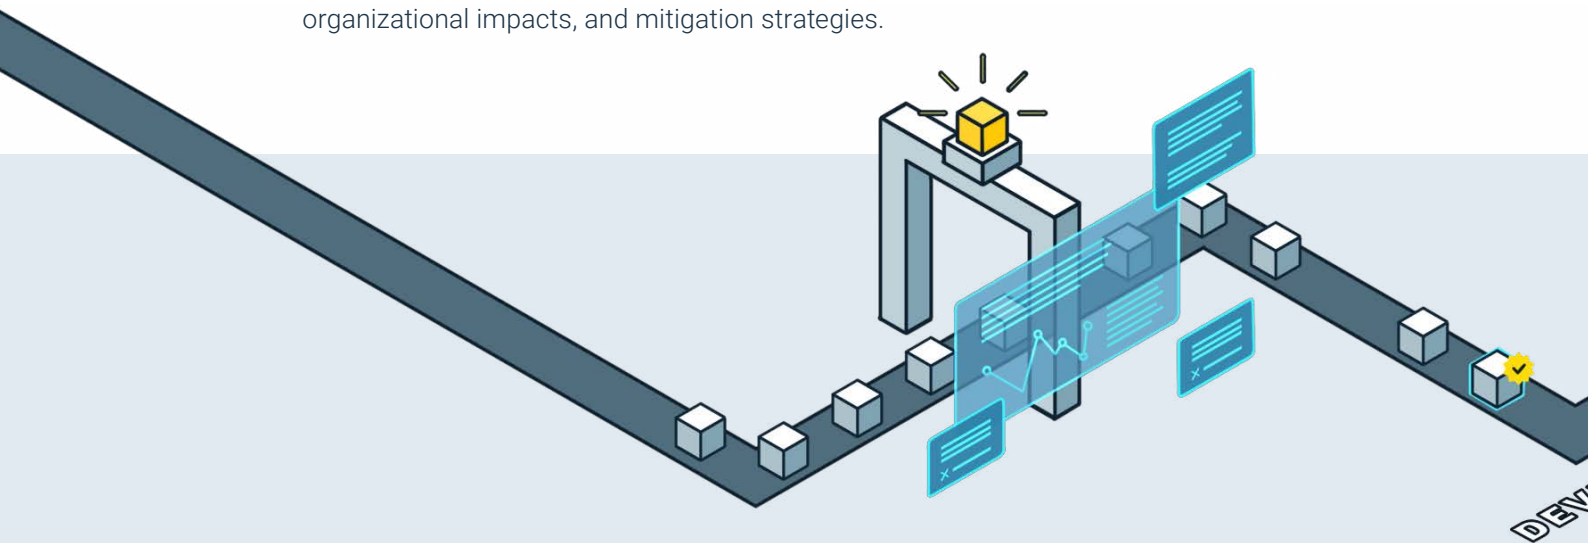 organizational impacts, and mitigation strategies.